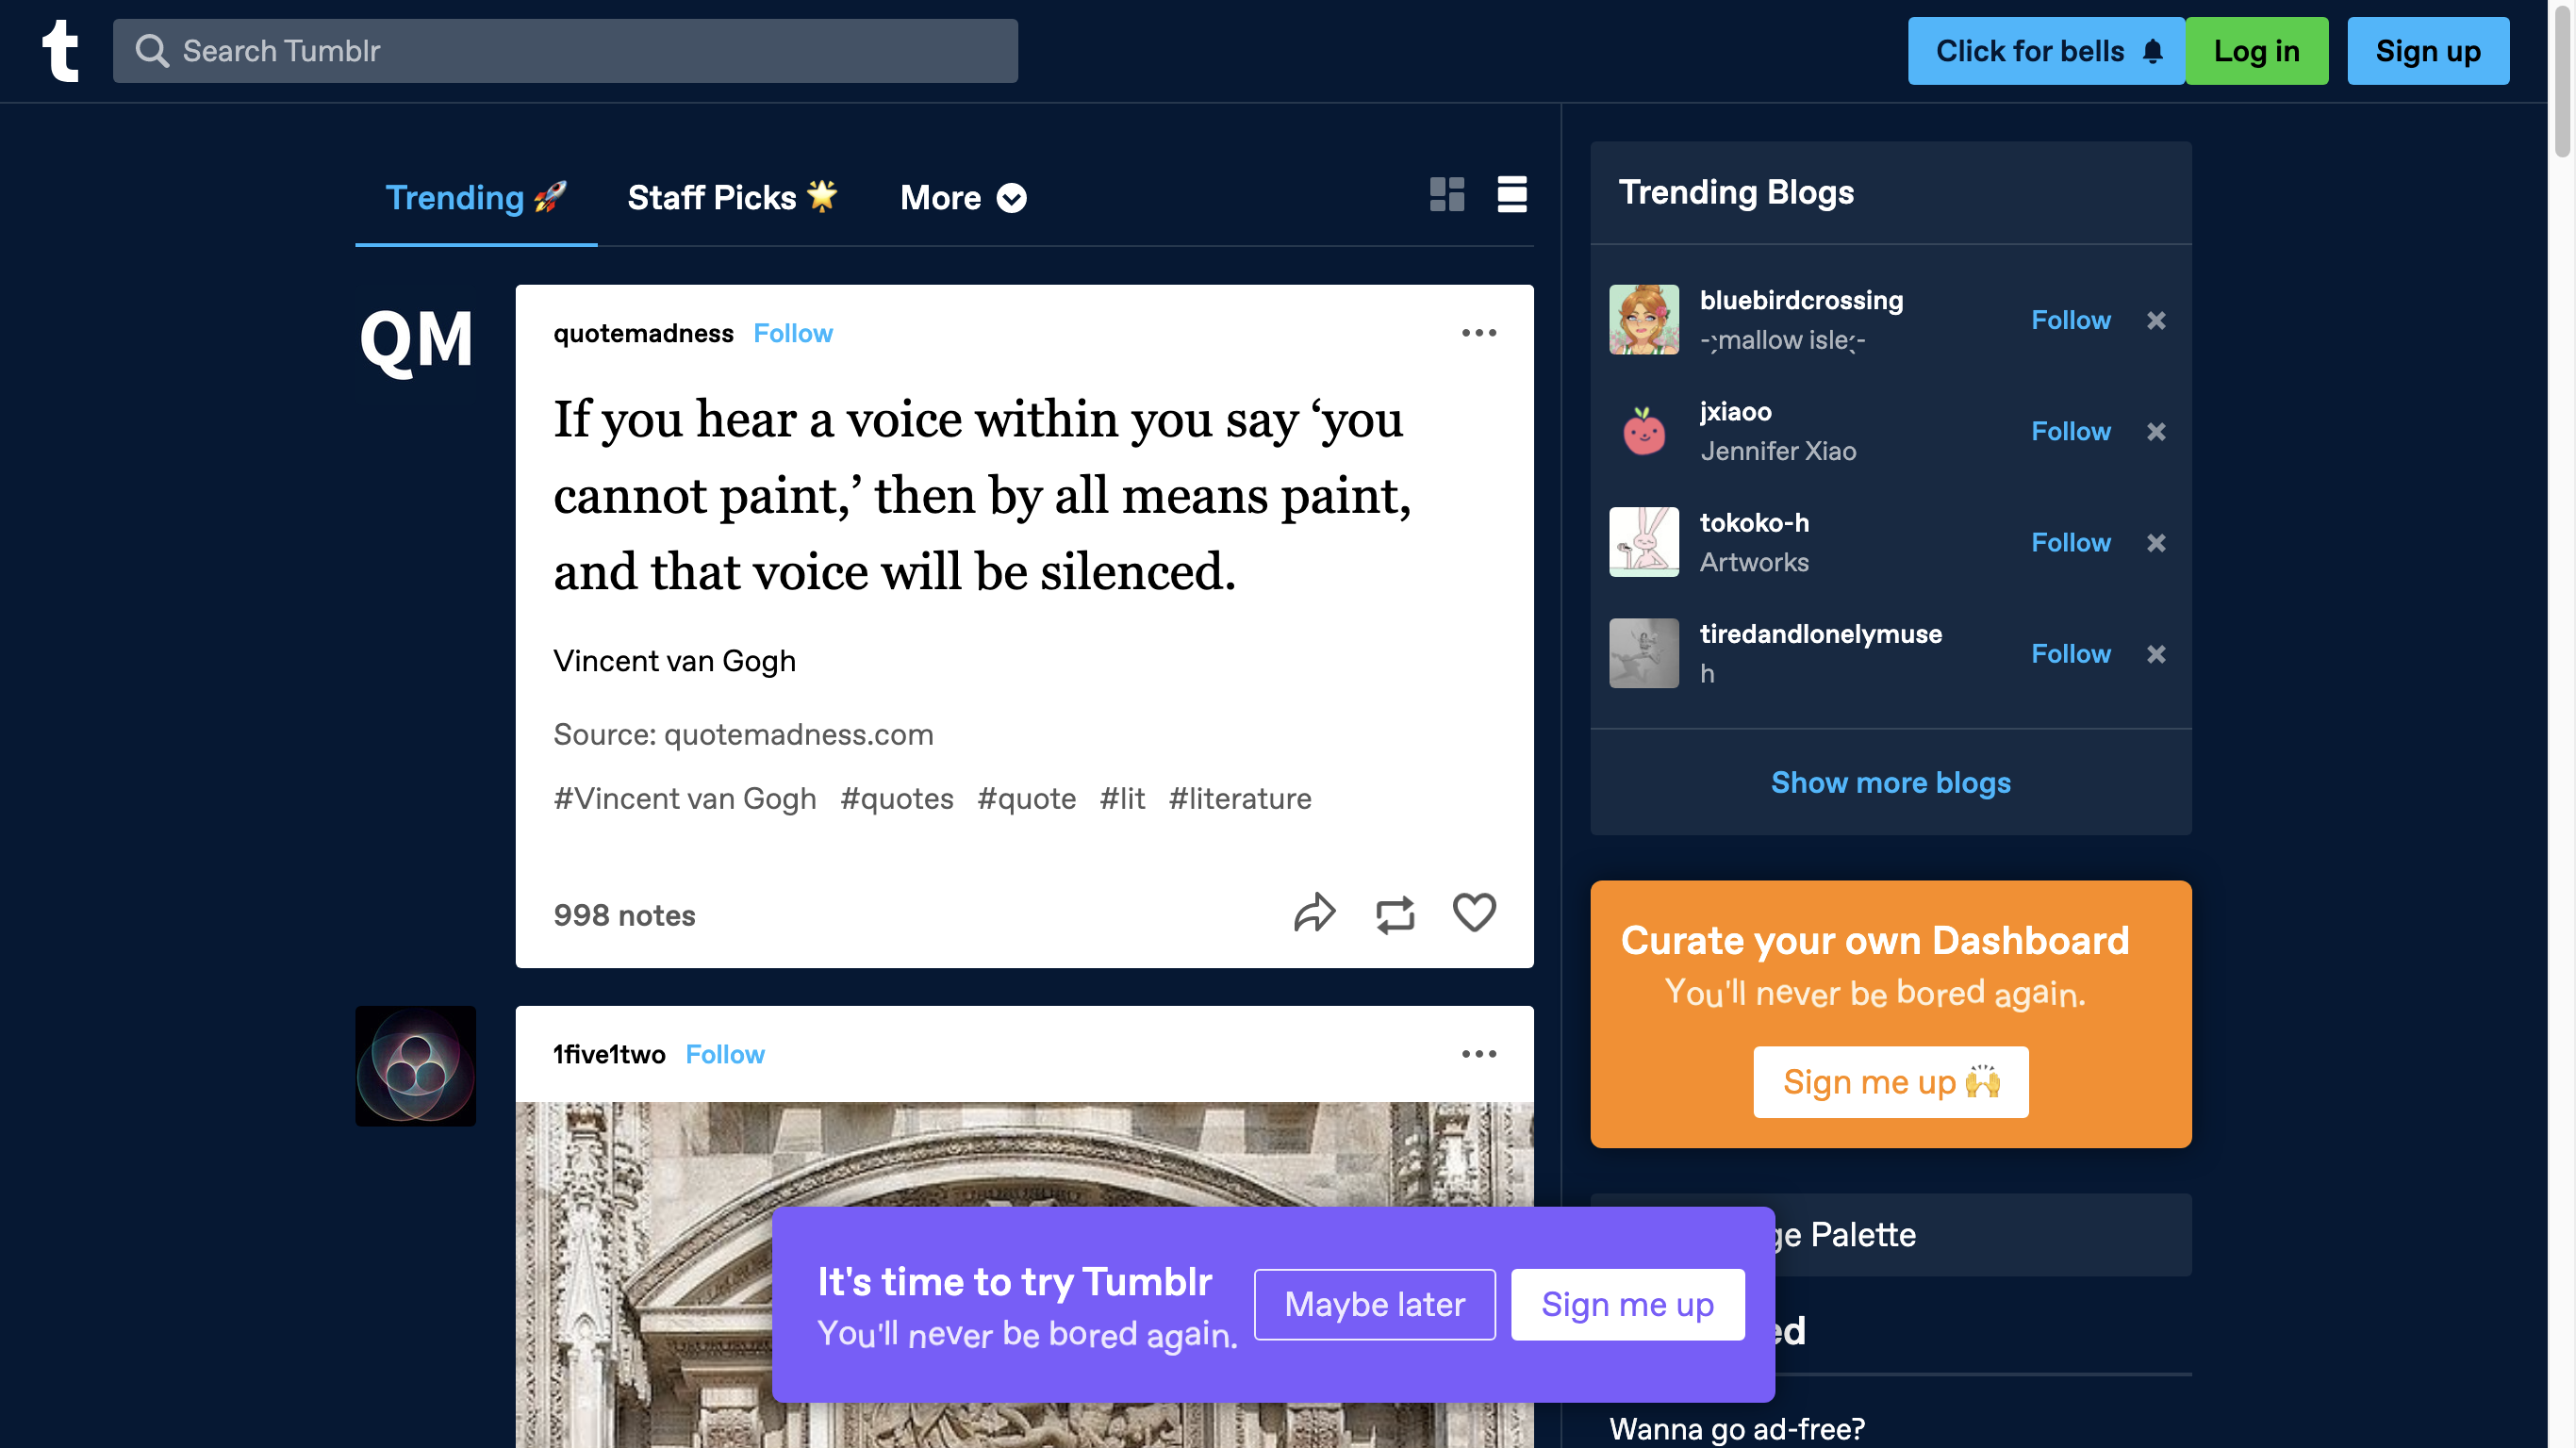 t
Search Tumblr
Click for bells
Log in
Sign up
Trending 🚀
Staff Picks 🌟
More
QM
quotemadness Follow
If you hear a voice within you say ‘you
cannot paint,’ then by all means paint,
and that voice will be silenced.
Vincent van Gogh
Source: quotemadness.com
#Vincent van Gogh #quotes #quote #lit #literature
998 notes
1five1two Follow
Trending Blogs
bluebirdcrossing
-ˏ͛mallow isleˊˎ-
Follow
jxiaoo
Jennifer Xiao
Follow
tokoko-h
Artworks
Follow
tiredandlonelymuse
h
Follow
Show more blogs
Curate your own Dashboard
You'll never be bored again.
Sign me up 🙌
Palette
It's time to try Tumblr
You'll never be bored again.
Maybe later
Sign me up
Wanna go ad-free?